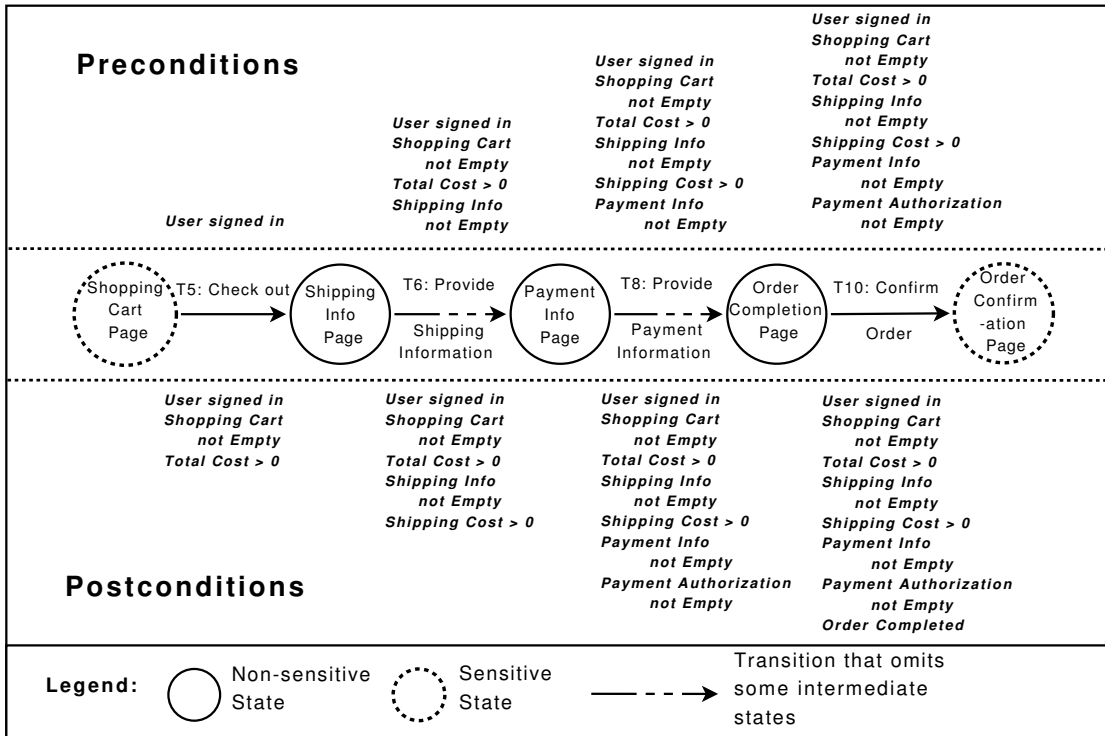 Preconditions
User signed in
User signed in
Shopping Cart
not Empty
Total Cost > 0
Shipping Info
not Empty
User signed in
Shopping Cart
not Empty
Total Cost > 0
Shipping Info
not Empty
Shipping Cost > 0
Payment Info
not Empty
User signed in
Shopping Cart
not Empty
Total Cost > 0
Shipping Info
not Empty
Shipping Cost > 0
Payment Info
not Empty
Payment Authorization
not Empty
Shopping
Cart
Page
T5: Check out
Shipping
Info
Page
T6: Provide
Shipping
Information
Payment
Info
Page
T8: Provide
Payment
Information
Order
Completion
Page
T10: Confirm
Order
Order
Confirm
-ation
Page
User signed in
Shopping Cart
not Empty
Total Cost > 0
User signed in
Shopping Cart
not Empty
Total Cost > 0
Shipping Info
not Empty
Shipping Cost > 0
User signed in
Shopping Cart
not Empty
Total Cost > 0
Shipping Info
not Empty
Shipping Cost > 0
Payment Info
not Empty
Payment Authorization
not Empty
User signed in
Shopping Cart
not Empty
Total Cost > 0
Shipping Info
not Empty
Shipping Cost > 0
Payment Info
not Empty
Payment Authorization
not Empty
Order Completed
Postconditions
Legend:
Non-sensitive
State
Sensitive
State
Transition that omits
some intermediate
states